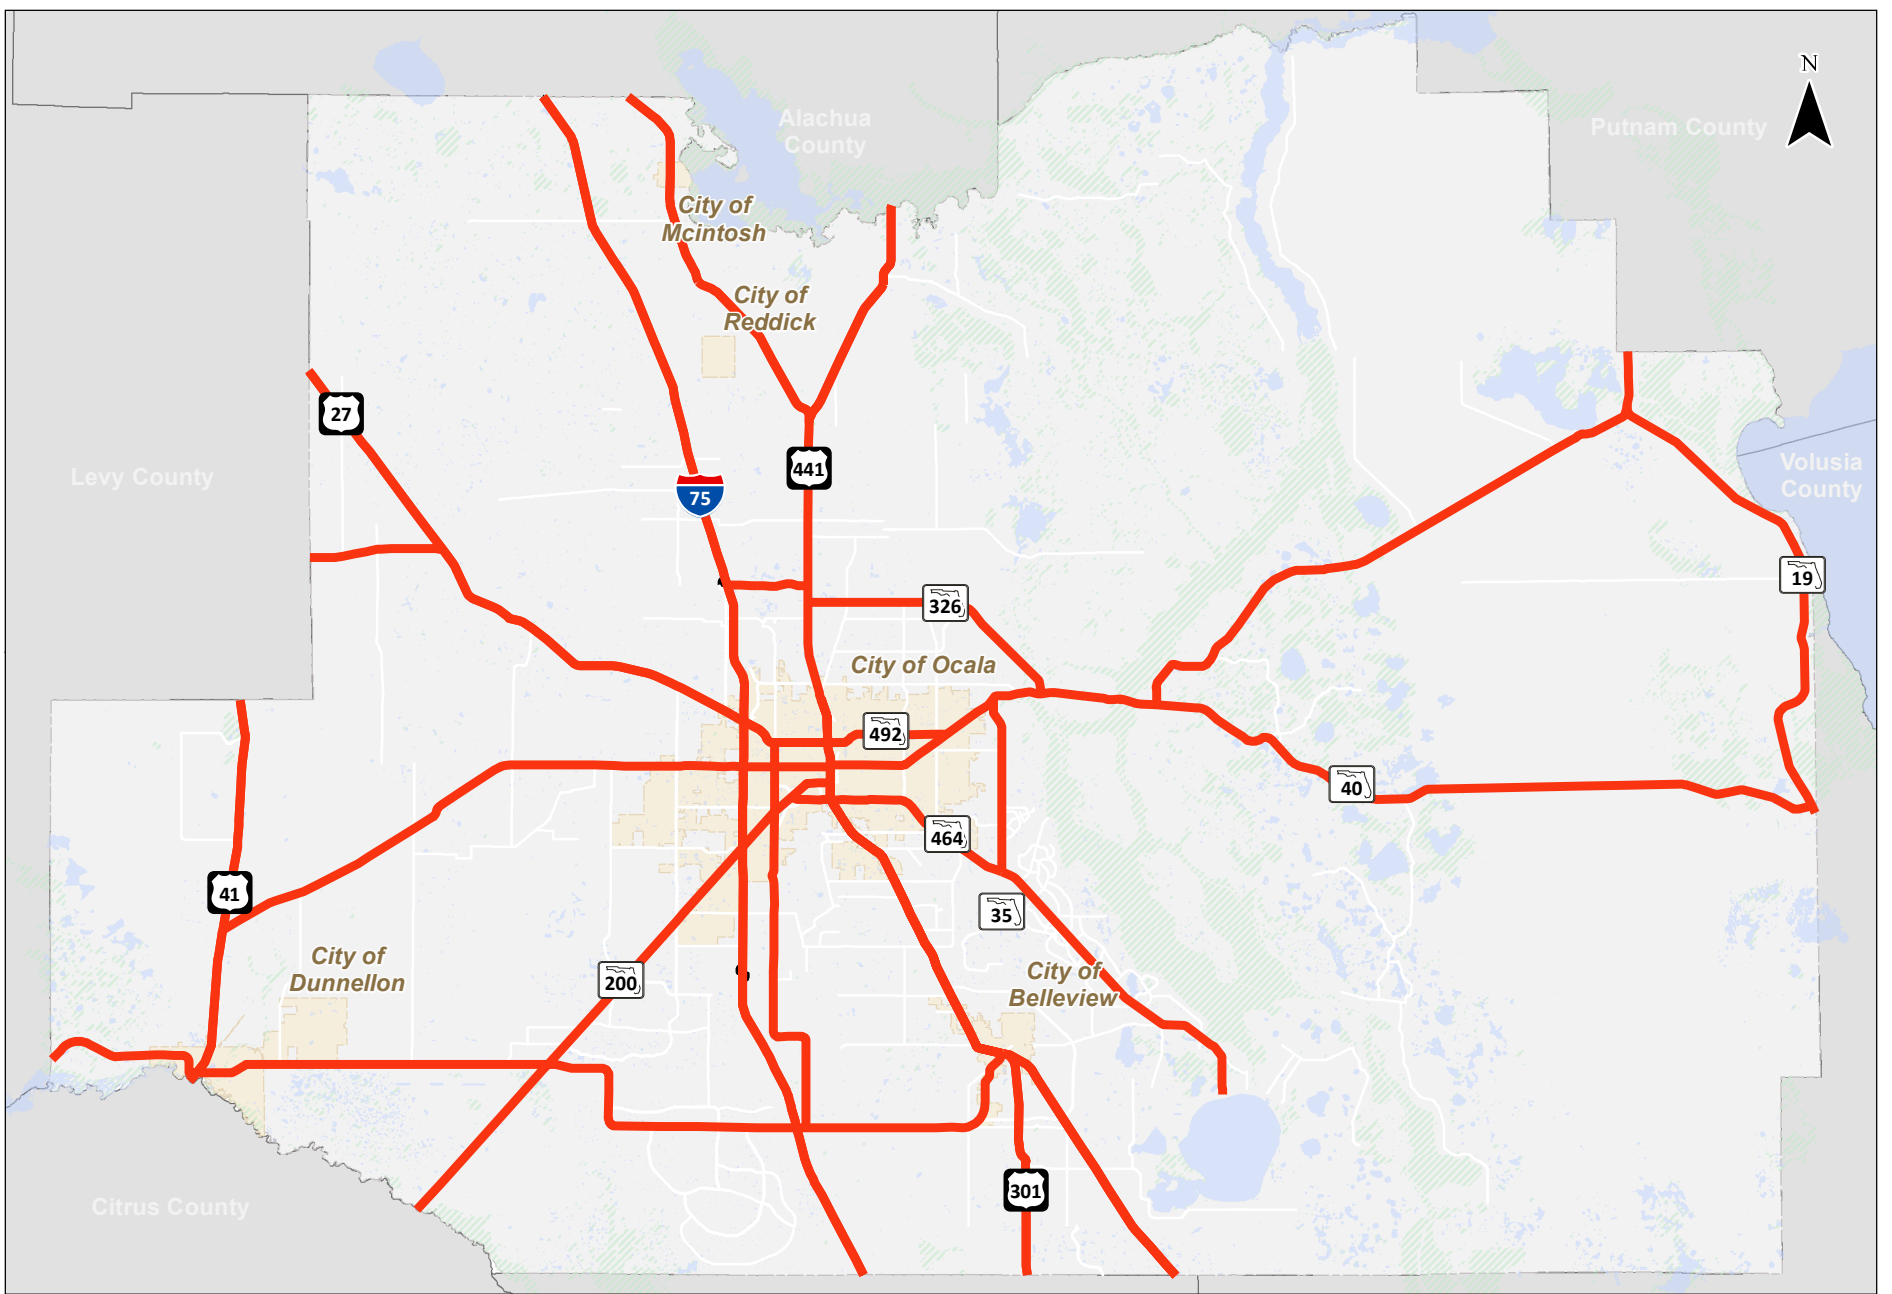 N
Alachua
County
Putnam County
City of
Mcintosh
City of
Reddick
27
Levy County
441
75
Volusia
County
19
326
City of Ocala
492
40
464
41
35
City of
Dunnellon
200
City of
Belleview
301
Citrus County